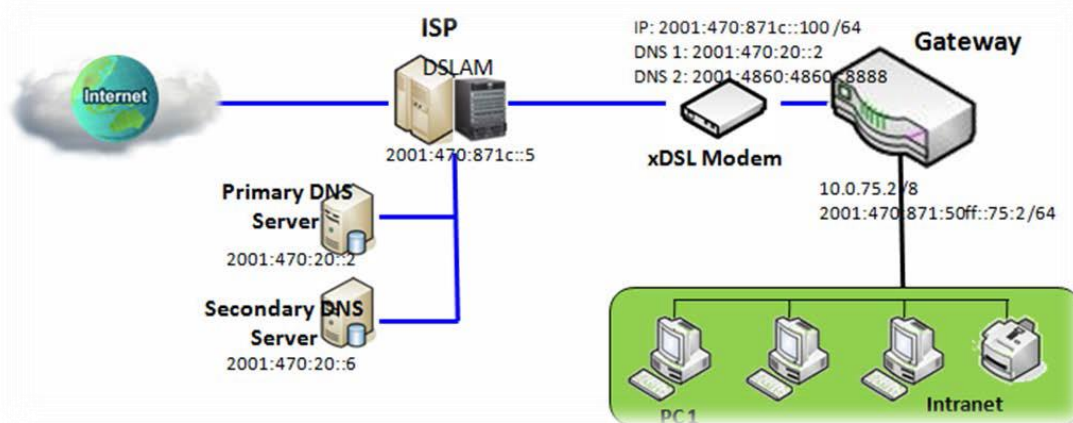 ISP
DSLAM
Internet
2001:470:871c::5
Primary DNS
Server
2001:470:20::2
Secondary DNS
Server
2001:470:20::6
IP: 2001:470:871c::100 /64
DNS 1: 2001:470:20::2
DNS 2: 2001:4860:4860::8888
Gateway
xDSL Modem
10.0.75.2 /8
2001:470:871:50ff::75:2 /64
PC1
Intranet